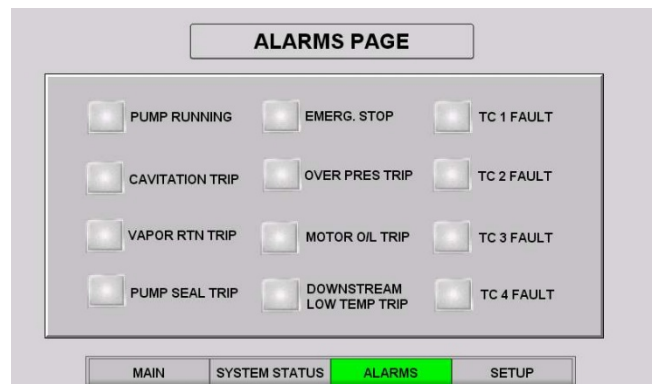 ALARMS PAGE
PUMP RUNNING
EMERG. STOP
TC 1 FAULT
CAVITATION TRIP
OVER PRES TRIP
TC 2 FAULT
VAPOR RTN TRIP
MOTOR O/L TRIP
TC 3 FAULT
PUMP SEAL TRIP
DOWNSTREAM
LOW TEMP TRIP
TC 4 FAULT
MAIN
SYSTEM STATUS
ALARMS
SETUP